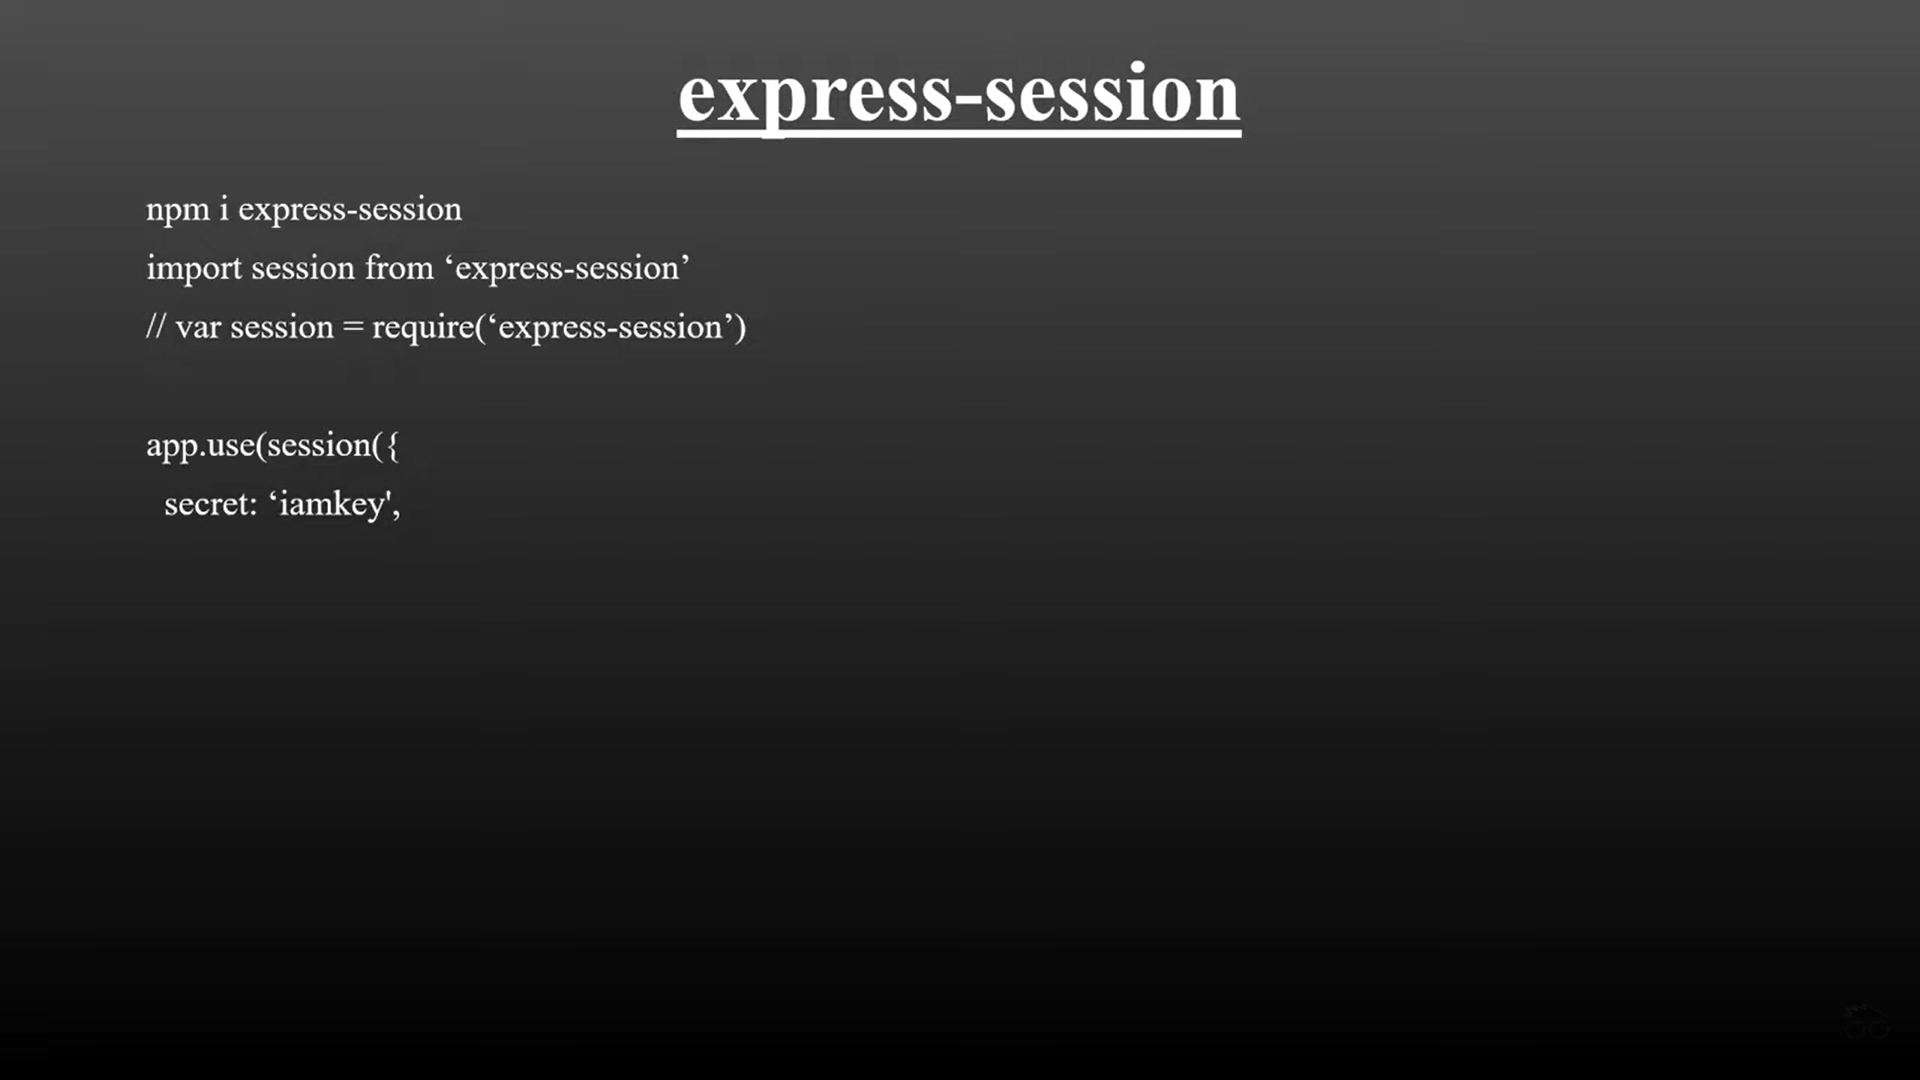 express-session
npm i express-session
import session from ‘express-session’
// var session = require(‘express-session’)
app.use(session({
secret: ‘iamkey',